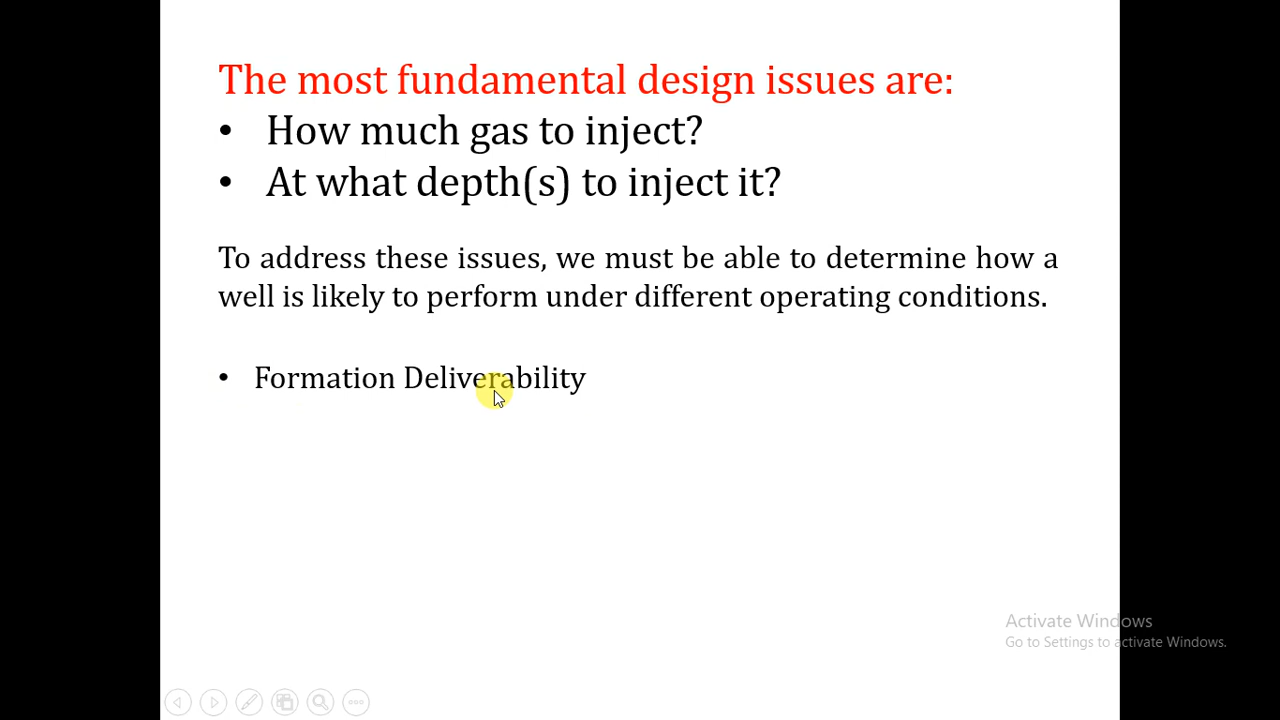 The most fundamental design issues are:
• How much gas to inject?
• At what depth(s) to inject it?
To address these issues, we must be able to determine how a
well is likely to perform under different operating conditions.
• Formation Deliverability
Activate Windows
Go to Settings to activate Windows.